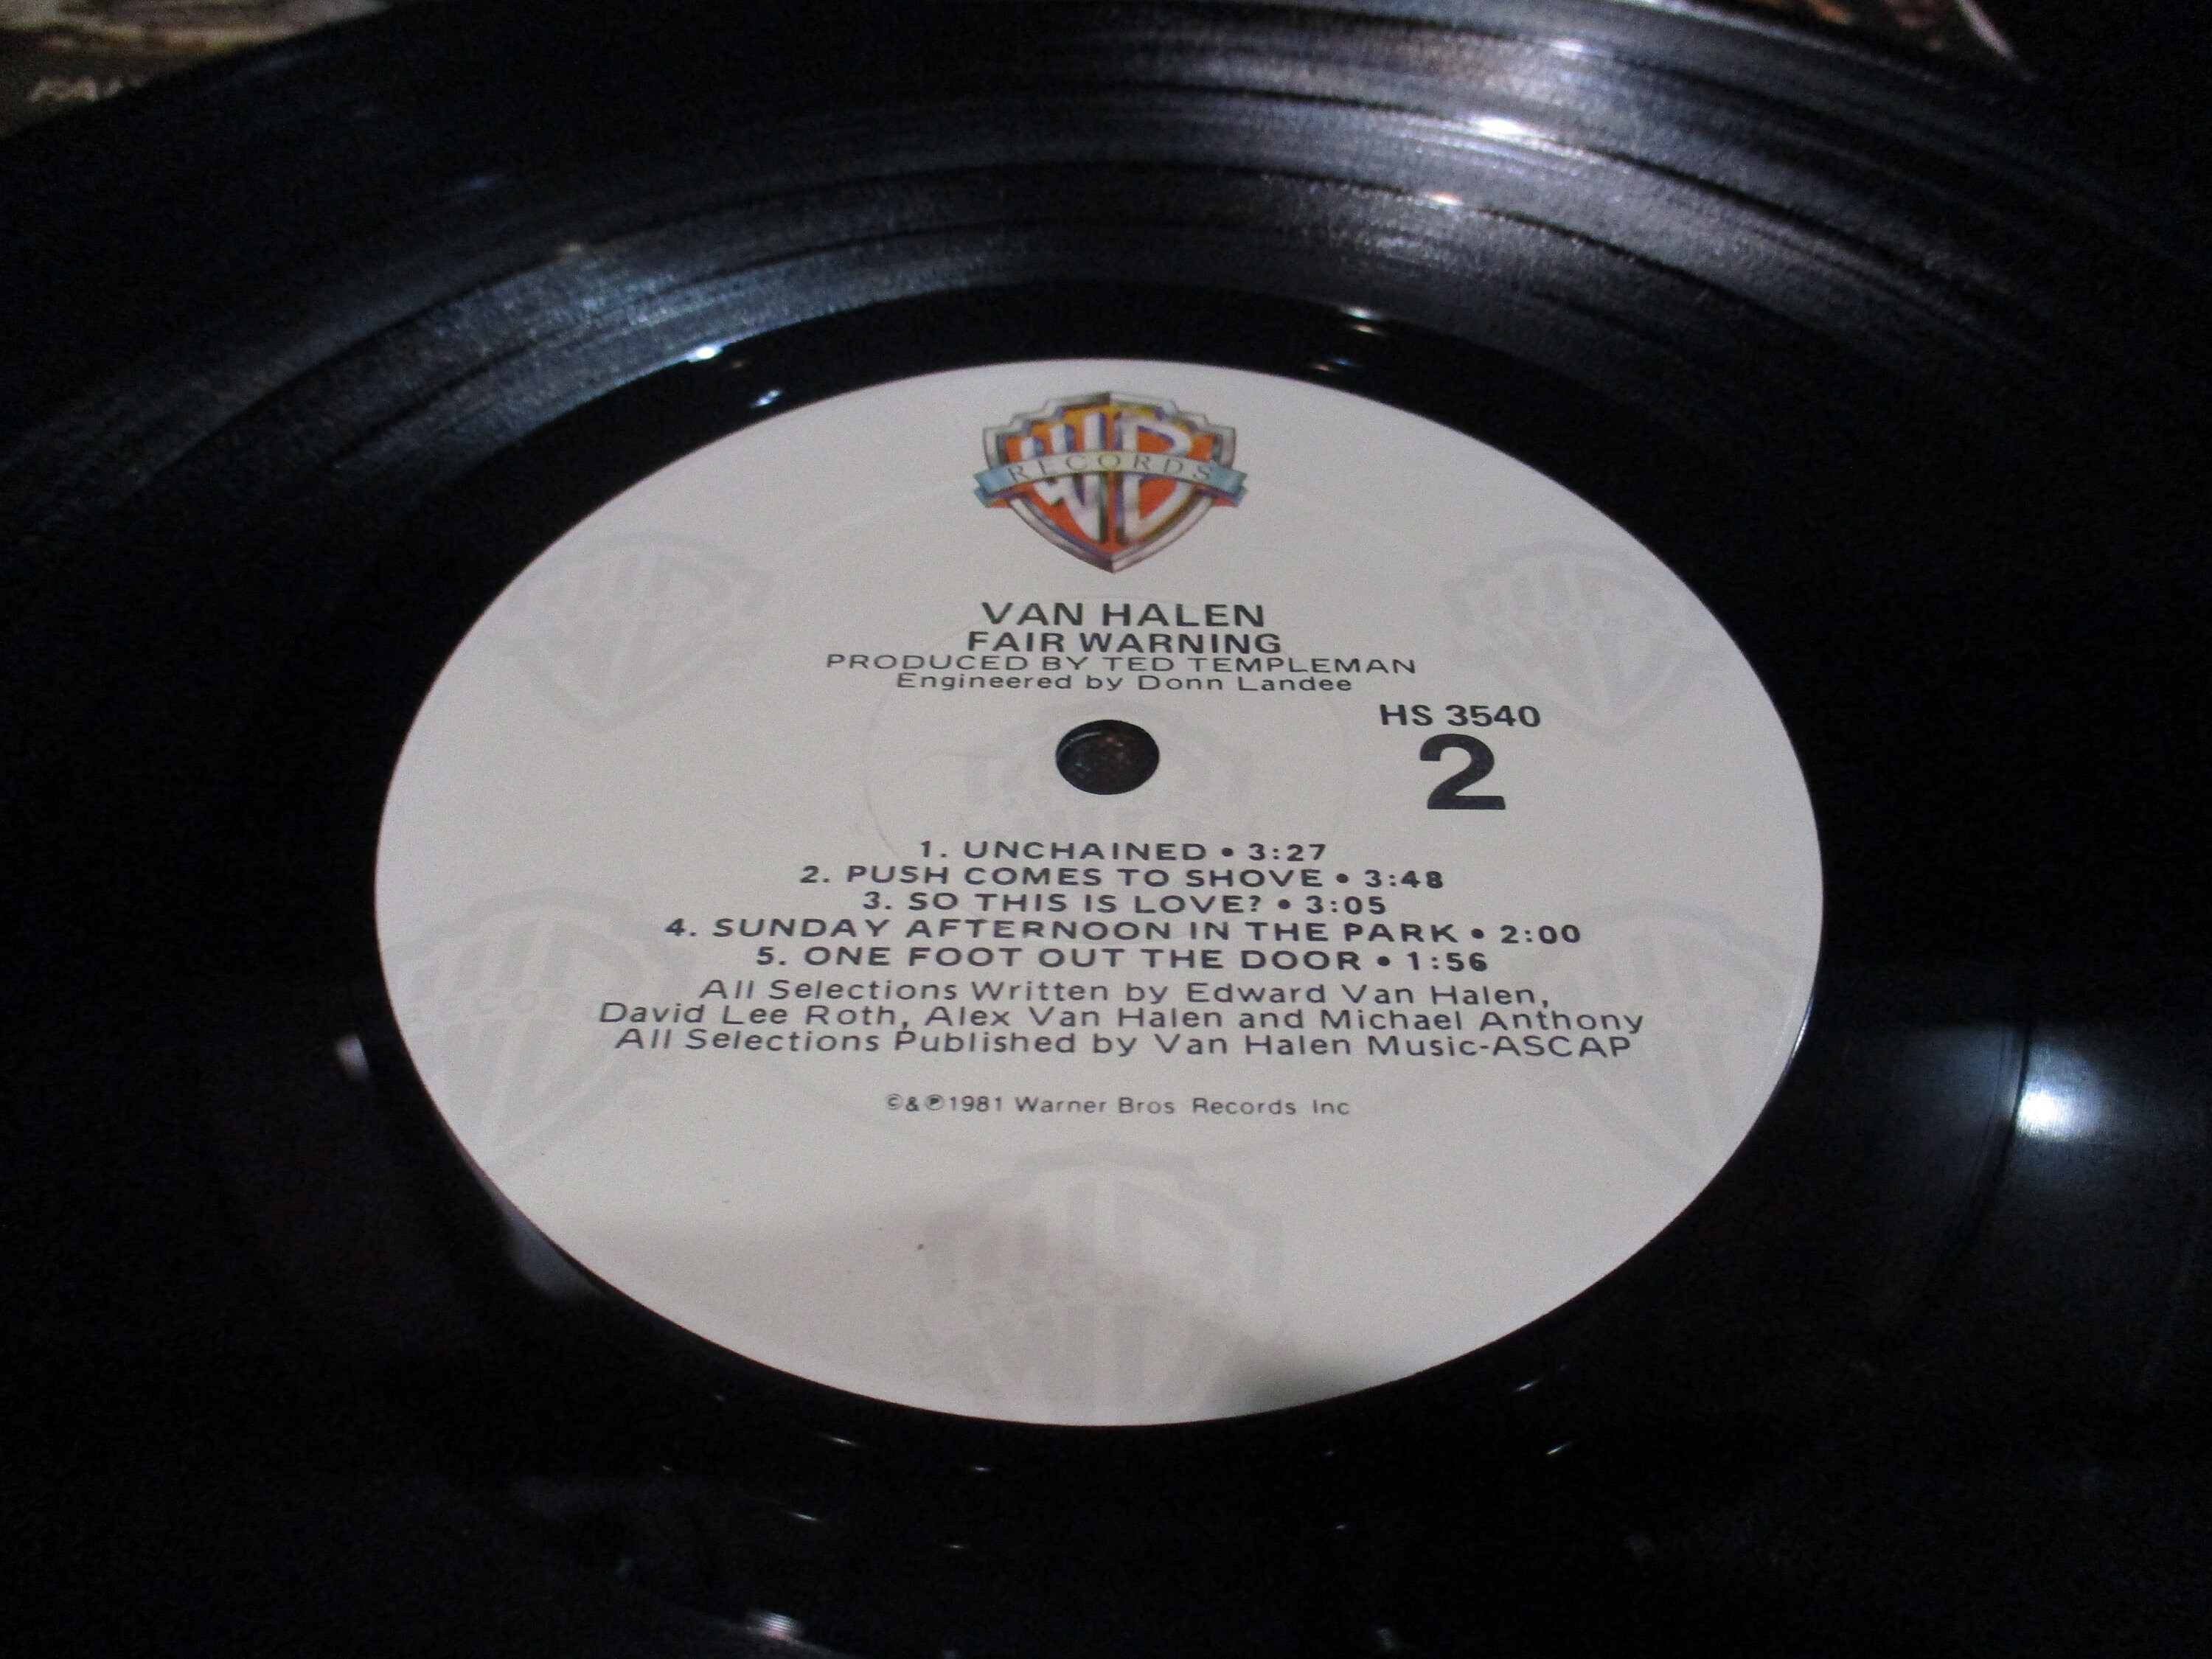 WB
RECORDS
VAN HALEN
FAIR WARNING
PRODUCED BY TED TEMPLEMAN
Engineered by Donn Landee
HS 3540
2
1. UNCHAINED • 3:27
2. PUSH COMES TO SHOVE • 3:48
3. SO THIS IS LOVE? • 3:05
4. SUNDAY AFTERNOON IN THE PARK • 2:00
5. ONE FOOT OUT THE DOOR • 1:56
All Selections Written by Edward Van Halen,
David Lee Roth, Alex Van Halen and Michael Anthony
All Selections Published by Van Halen Music-ASCAP
©&℗1981 Warner Bros Records Inc